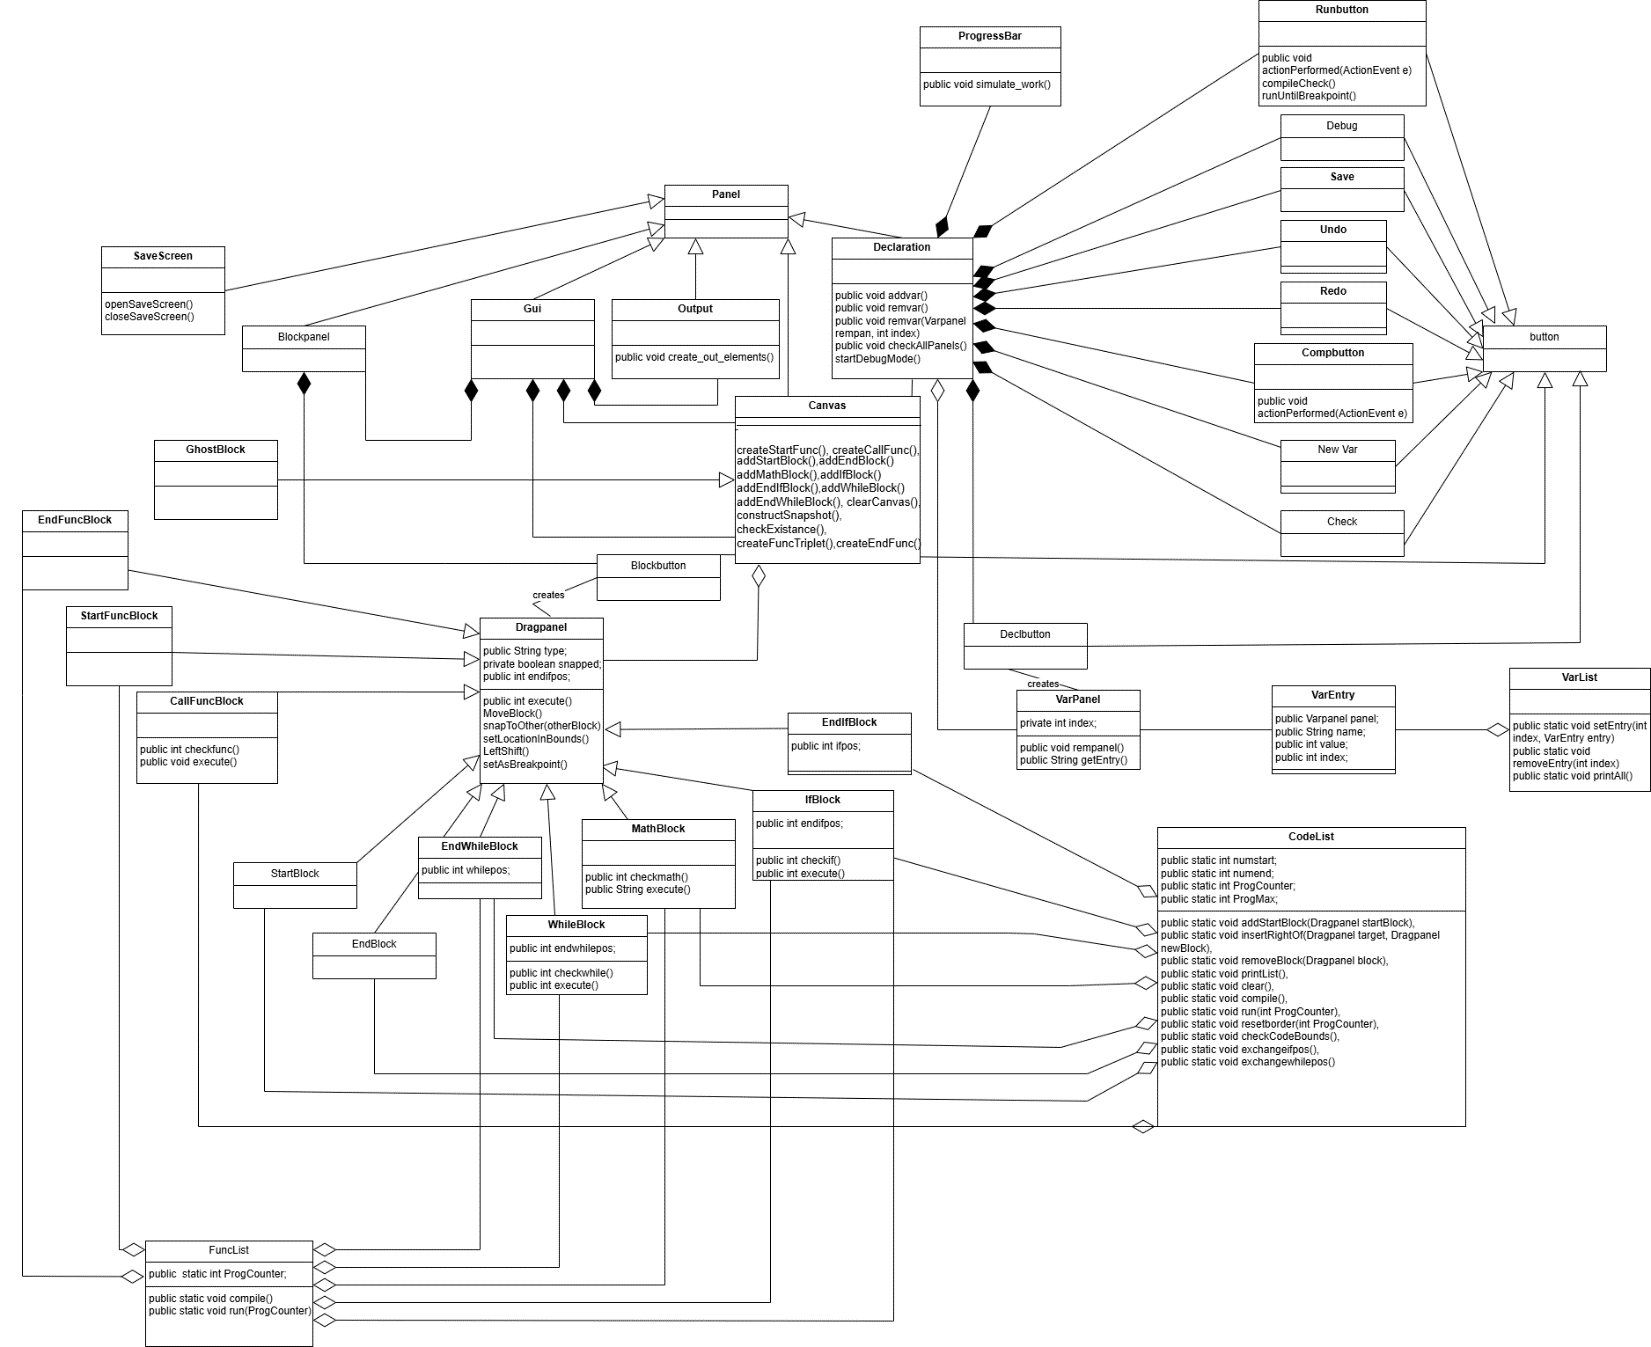 Runbutton
public void
actionPerformed(ActionEvent e)
compileCheck()
runUntilBreakpoint()
ProgressBar
public void simulate_work()
Debug
Save
Undo
Redo
Compbutton
public void
actionPerformed(ActionEvent e)
New Var
Check
button
Panel
Declaration
public void addvar()
public void remvar()
public void remvar(Varpanel
rempan, int index)
public void checkAllPanels()
startDebugMode()
SaveScreen
openSaveScreen()
closeSaveScreen()
Blockpanel
Gui
Output
public void create_out_elements()
Canvas
createStartFunc(), createCallFunc(),
addStartBlock(),addEndBlock()
addMathBlock(),addIfBlock()
addEndIfBlock(),addWhileBlock()
addEndWhileBlock(), clearCanvas(),
constructSnapshot(),
checkExistance(),
createFuncTriplet(),createEndFunc()
GhostBlock
EndFuncBlock
Blockbutton
creates
StartFuncBlock
Dragpanel
public String type;
private boolean snapped;
public int endifpos;
public int execute()
MoveBlock()
snapToOther(otherBlock)
setLocationInBounds()
LeftShift()
setAsBreakpoint()
Declbutton
creates
CallFuncBlock
public int checkfunc()
public void execute()
VarPanel
private int index;
public void rempanel()
public String getEntry()
VarEntry
public Varpanel panel;
public String name;
public int value;
public int index;
VarList
public static void setEntry(int
index, VarEntry entry)
public static void
removeEntry(int index)
public static void printAll()
EndIfBlock
public int ifpos;
IfBlock
public int endifpos;
public int checkif()
public int execute()
MathBlock
public int checkmath()
public String execute()
EndWhileBlock
public int whilepos;
StartBlock
EndBlock
WhileBlock
public int endwhilepos;
public int checkwhile()
public int execute()
CodeList
public static int numstart;
public static int numend;
public static int ProgCounter;
public static int ProgMax;
public static void addStartBlock(Dragpanel startBlock),
public static void insertRightOf(Dragpanel target, Dragpanel
newBlock),
public static void removeBlock(Dragpanel block),
public static void printList(),
public static void clear(),
public static void compile(),
public static void run(int ProgCounter),
public static void resetborder(int ProgCounter),
public static void checkCodeBounds(),
public static void exchangeifpos(),
public static void exchangewhilepos()
FuncList
public  static int ProgCounter;
public static void compile()
public static void run(ProgCounter)